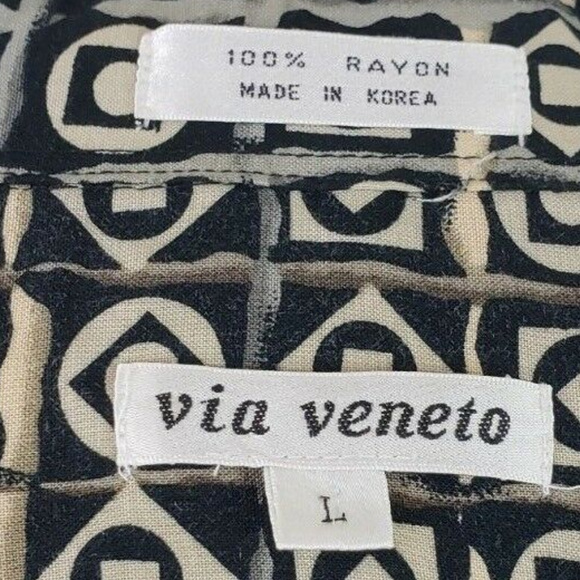 100% RAYON
MADE IN KOREA
via veneto
L